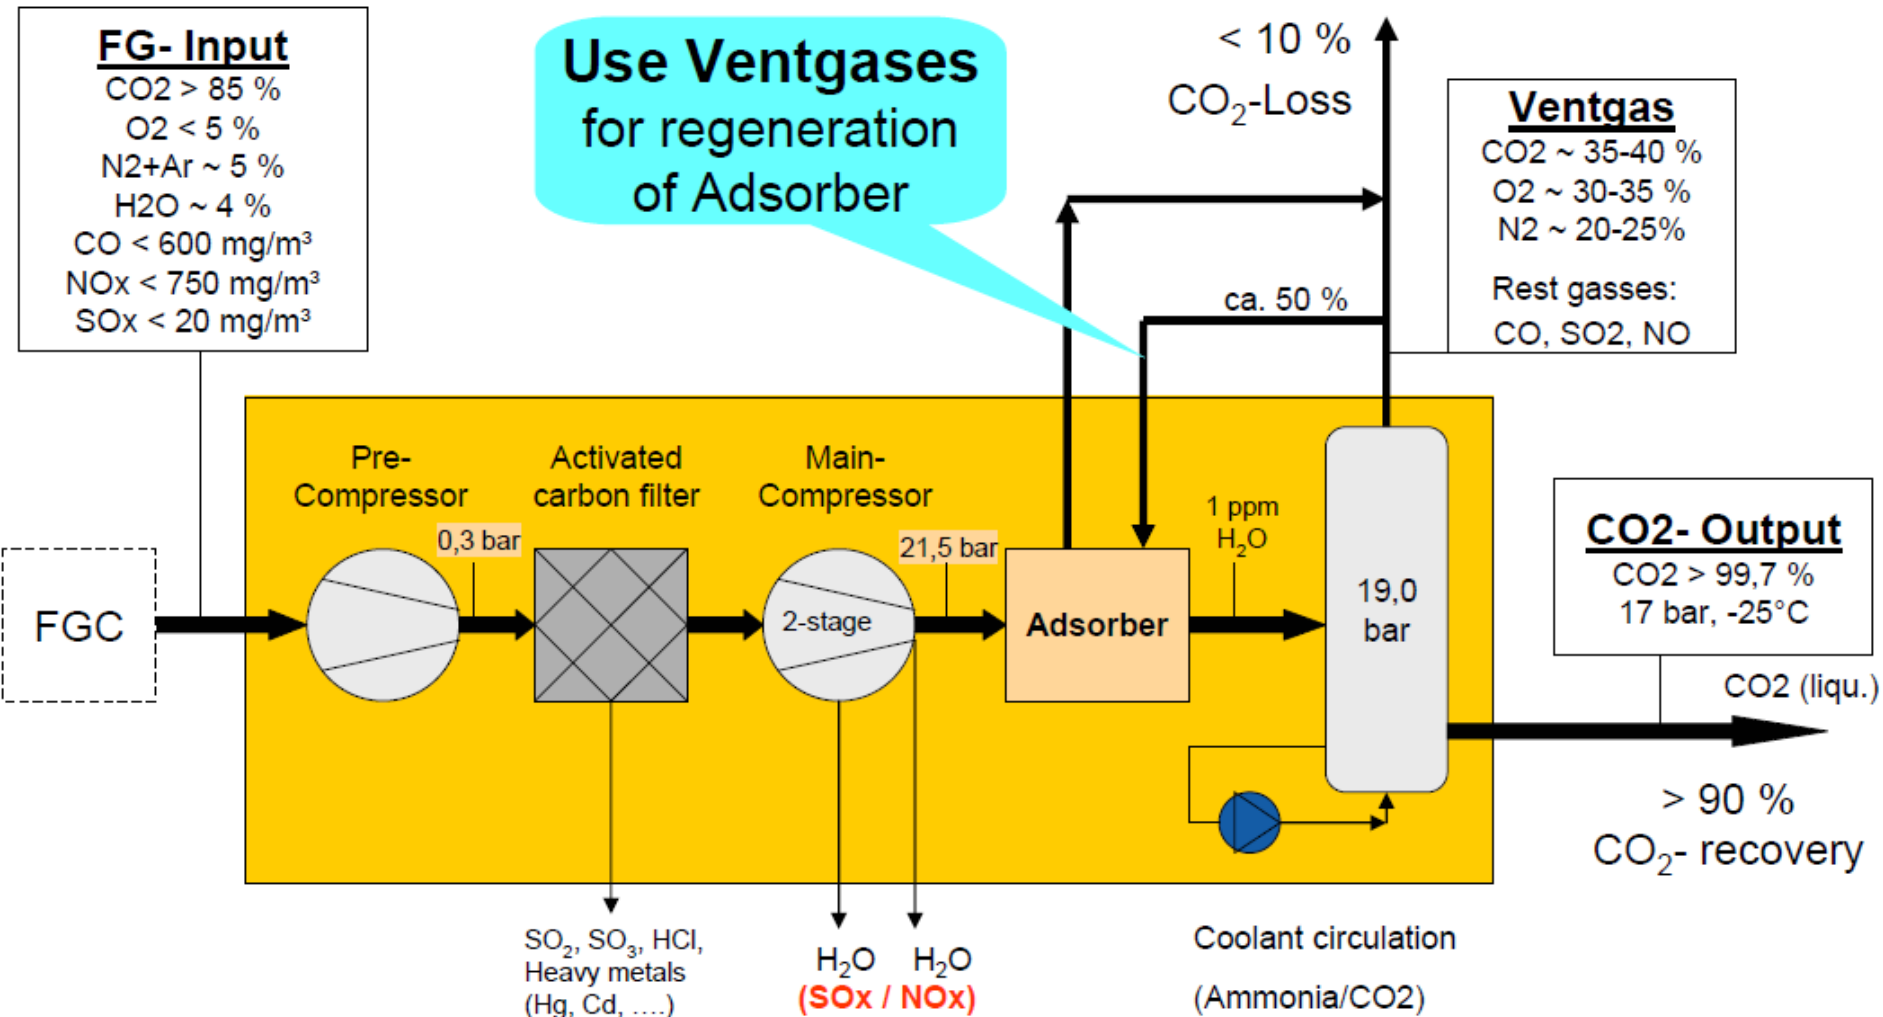 FG- Input
CO2 > 85 %
O2 < 5 %
N2+Ar ~ 5 %
H2O ~ 4 %
CO < 600 mg/m³
NOx < 750 mg/m³
SOx < 20 mg/m³
Use Ventgases
for regeneration
of Adsorber
< 10 %
CO₂-Loss
Ventgas
CO2 ~ 35-40 %
O2 ~ 30-35 %
N2 ~ 20-25%
Rest gasses:
CO, SO2, NO
ca. 50 %
Pre-
Compressor
Activated
carbon filter
Main-
Compressor
0,3 bar
21,5 bar
1 ppm
H₂O
FGC
2-stage
Adsorber
19,0
bar
CO2- Output
CO2 > 99,7 %
17 bar, -25°C
CO2 (liqu.)
> 90 %
CO₂- recovery
SO₂, SO₃, HCl,
Heavy metals
(Hg, Cd, ....)
H₂O H₂O
(SOx / NOx)
Coolant circulation
(Ammonia/CO2)